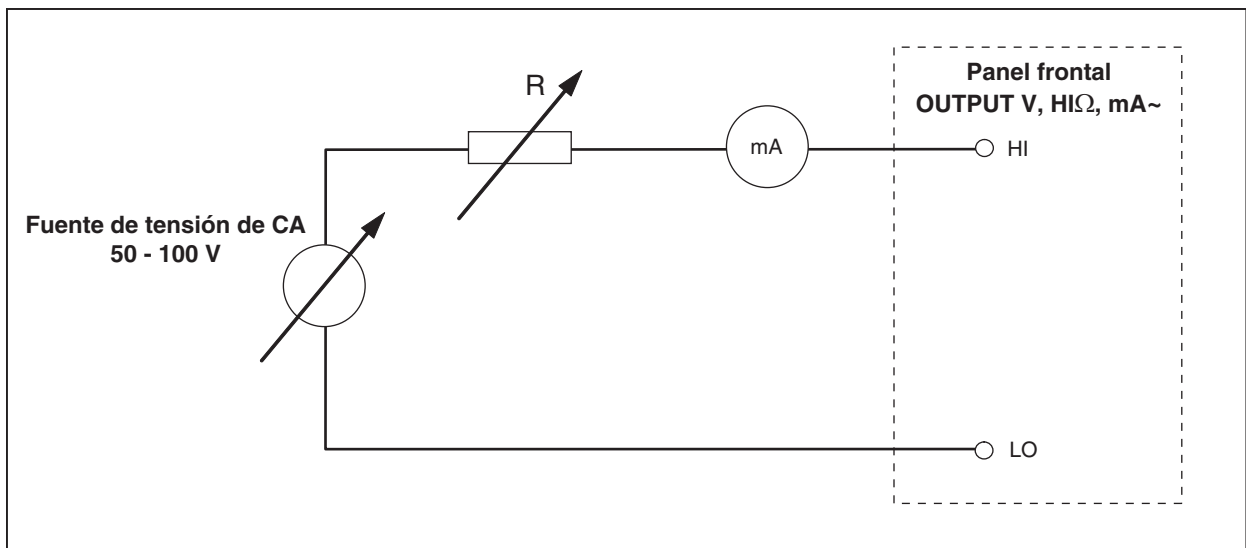 Panel frontal
OUTPUT V, HIΩ, mA~
R
mA
HI
Fuente de tensión de CA
50 - 100 V
LO